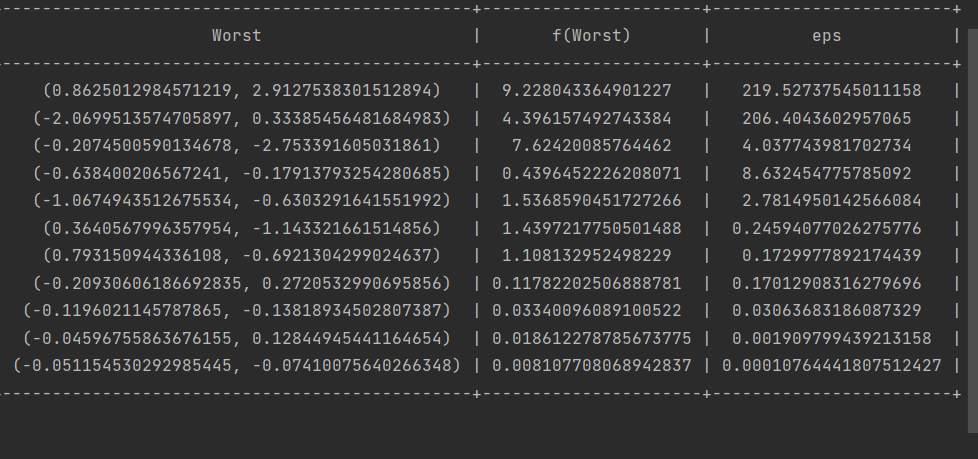 -----------------------------------------------+----------------------+------------------------+
Worst | f(Worst) | eps |
-----------------------------------------------+----------------------+------------------------+
(0.8625012984571219, 2.9127538301512894) | 9.228043364901227 | 219.52737545011158 |
(-2.0699513574705897, 0.33385456481684983) | 4.396157492743384 | 206.4043602957065 |
(-0.2074500590134678, -2.753391605031861) | 7.62420085764462 | 4.037743981702734 |
(-0.638400206567241, -0.17913793254280685) | 0.4396452226208071 | 8.632454775785092 |
(-1.0674943512675534, -0.6303291641551992) | 1.5368590451727266 | 2.7814950142566084 |
(0.3640567996357954, -1.143321661514856) | 1.4397217750501488 | 0.24594077026275776 |
(0.793150944336108, -0.6921304299024637) | 1.108132952498229 | 0.1729977892174439 |
(-0.20930606186692835, 0.2720532990695856) | 0.11782202506888781 | 0.17012908316279696 |
(-0.1196021145787865, -0.13818934502807387) | 0.03340096089100522 | 0.03063683186087329 |
(-0.04596755863676155, 0.12844945441164654) | 0.018612278785673775 | 0.001909799439213158 |
(-0.051154530292985445, -0.07410075640266348) | 0.008107708068942837 | 0.00010764441807512427 |
-----------------------------------------------+----------------------+------------------------+